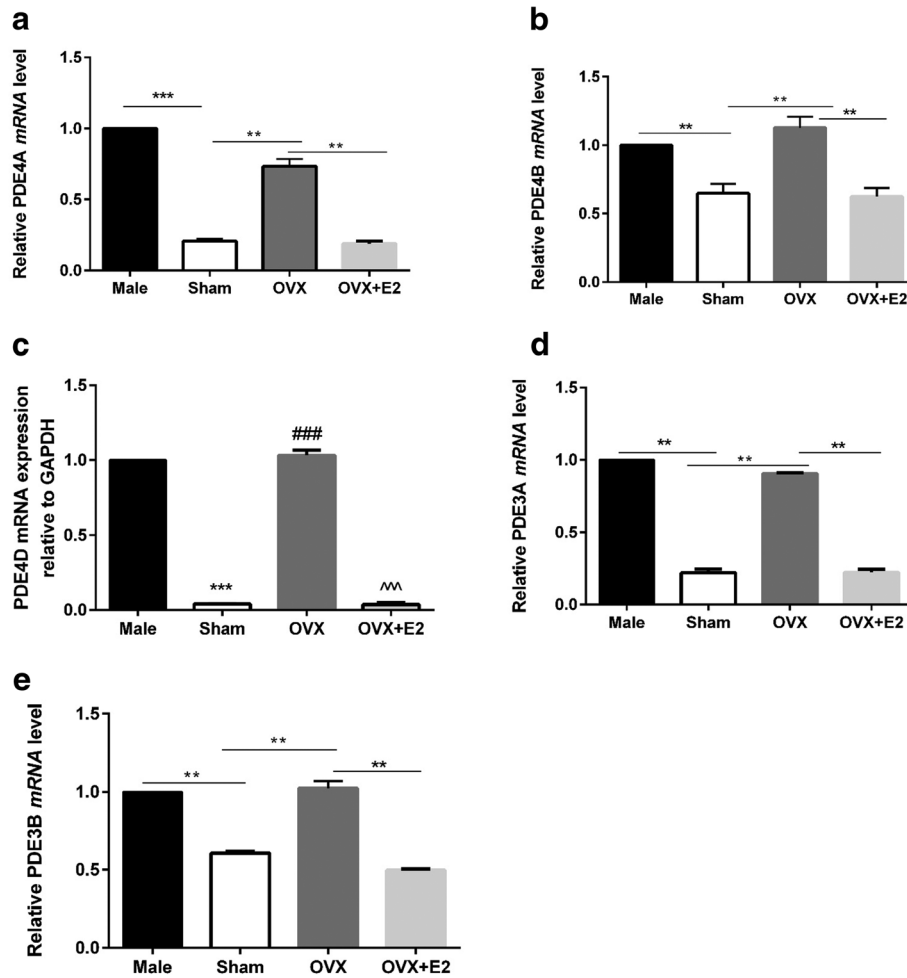 a
Relative PDE4A mRNA level
1.5
1.0
0.5
0.0
***
**
**
Male Sham OVX OVX+E2
b
Relative PDE4B mRNA level
1.5
1.0
0.5
0.0
**
**
**
Male Sham OVX OVX+E2
c
PDE4D mRNA expression
relative to GAPDH
1.5
1.0
0.5
0.0
***
###
^^^
Male Sham OVX OVX+E2
d
Relative PDE3A mRNA level
1.5
1.0
0.5
0.0
**
**
**
Male Sham OVX OVX+E2
e
Relative PDE3B mRNA level
1.5
1.0
0.5
0.0
**
**
**
Male Sham OVX OVX+E2